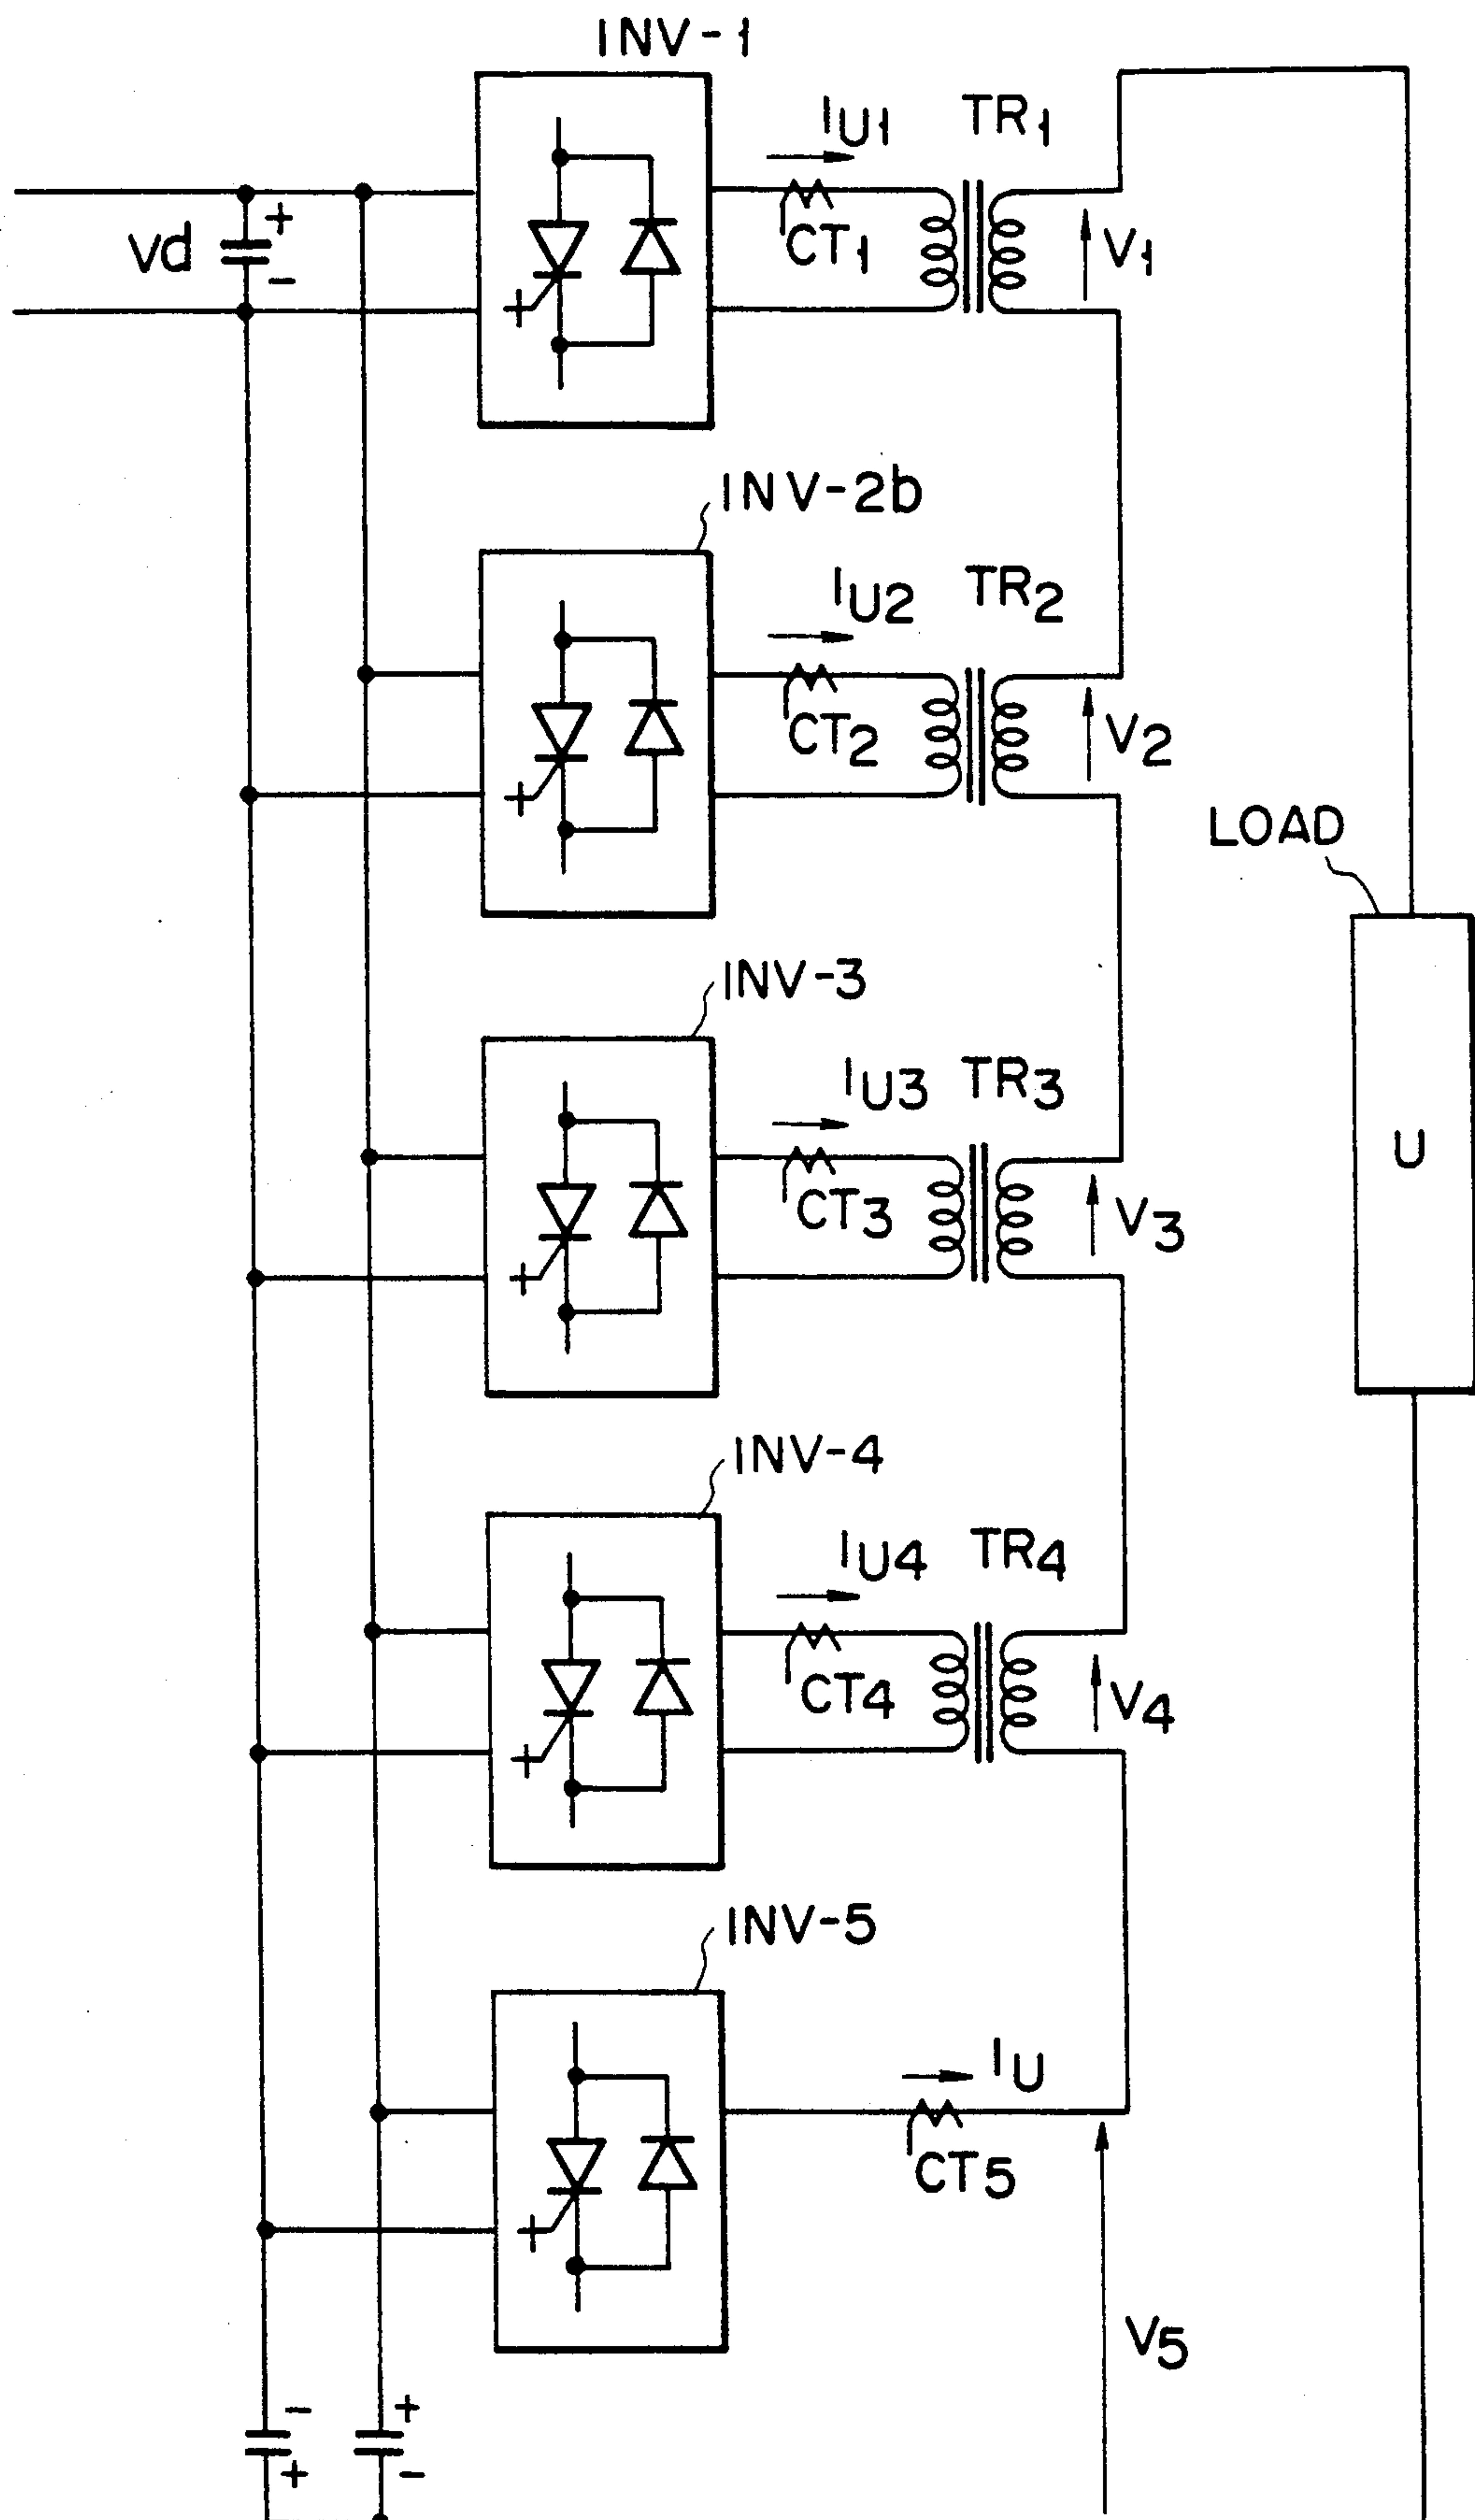 INV-1
IU1 TR1
Vd + -
CT1
V1
+
INV-2b
IU2 TR2
CT2
V2
+
LOAD
INV-3
IU3 TR3
U
CT3
V3
+
INV-4
IU4 TR4
CT4
V4
+
INV-5
IU
CT5
+
V5
- +
+ -